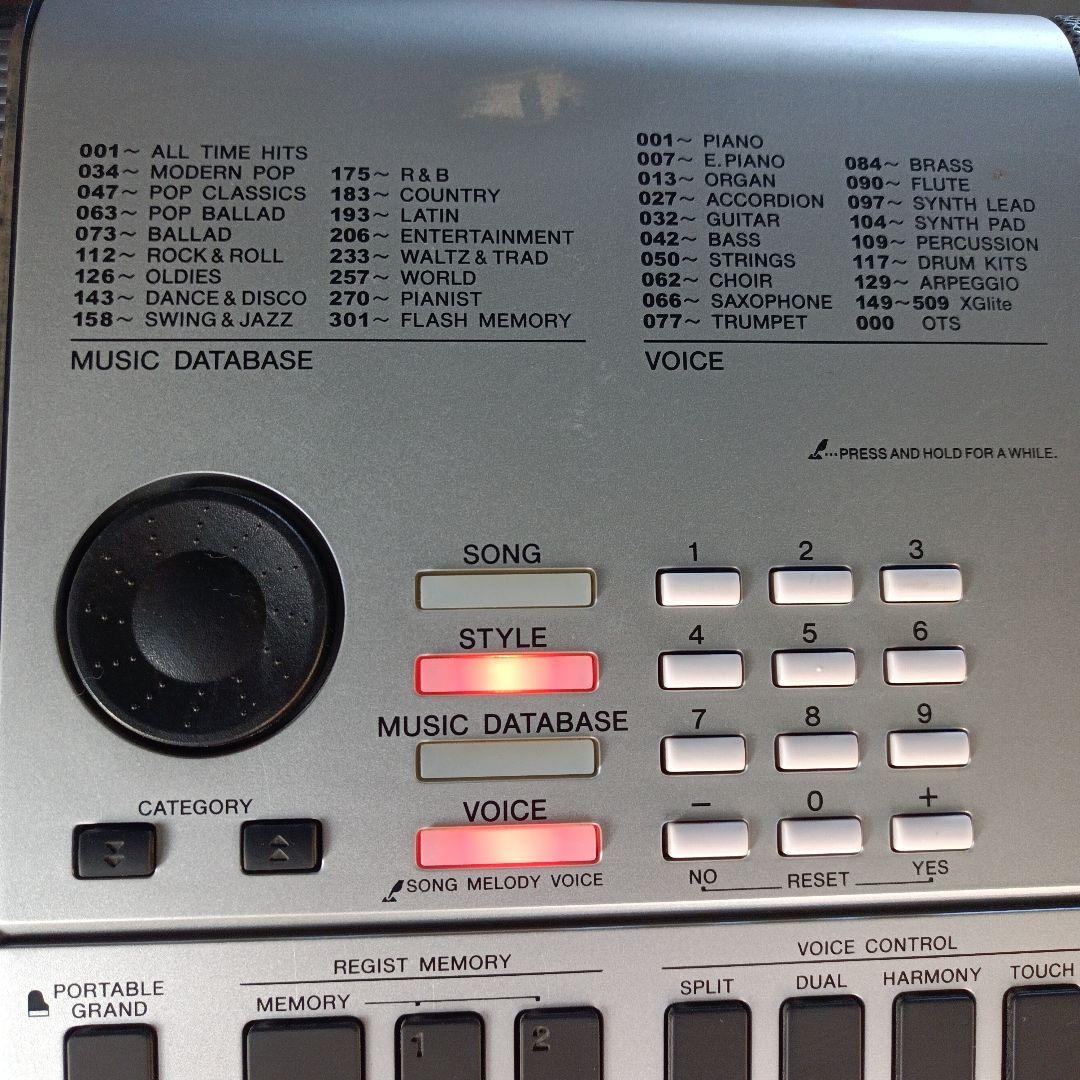 001~ ALL TIME HITS
034~ MODERN POP
047~ POP CLASSICS
063~ POP BALLAD
073~ BALLAD
112~ ROCK & ROLL
126~ OLDIES
143~ DANCE & DISCO
158~ SWING & JAZZ
175~ R & B
183~ COUNTRY
193~ LATIN
206~ ENTERTAINMENT
233~ WALTZ & TRAD
257~ WORLD
270~ PIANIST
301~ FLASH MEMORY
MUSIC DATABASE
001~ PIANO
007~ E.PIANO
013~ ORGAN
027~ ACCORDION
032~ GUITAR
042~ BASS
050~ STRINGS
062~ CHOIR
066~ SAXOPHONE
077~ TRUMPET
084~ BRASS
090~ FLUTE
097~ SYNTH LEAD
104~ SYNTH PAD
109~ PERCUSSION
117~ DRUM KITS
129~ ARPEGGIO
149~509 XGlite
000 OTS
VOICE
...PRESS AND HOLD FOR A WHILE.
SONG
STYLE
MUSIC DATABASE
VOICE
SONG MELODY VOICE
1 2 3
4 5 6
7 8 9
− 0 +
NO RESET YES
CATEGORY
PORTABLE
GRAND
REGIST MEMORY
MEMORY
1 2
VOICE CONTROL
SPLIT DUAL HARMONY TOUCH